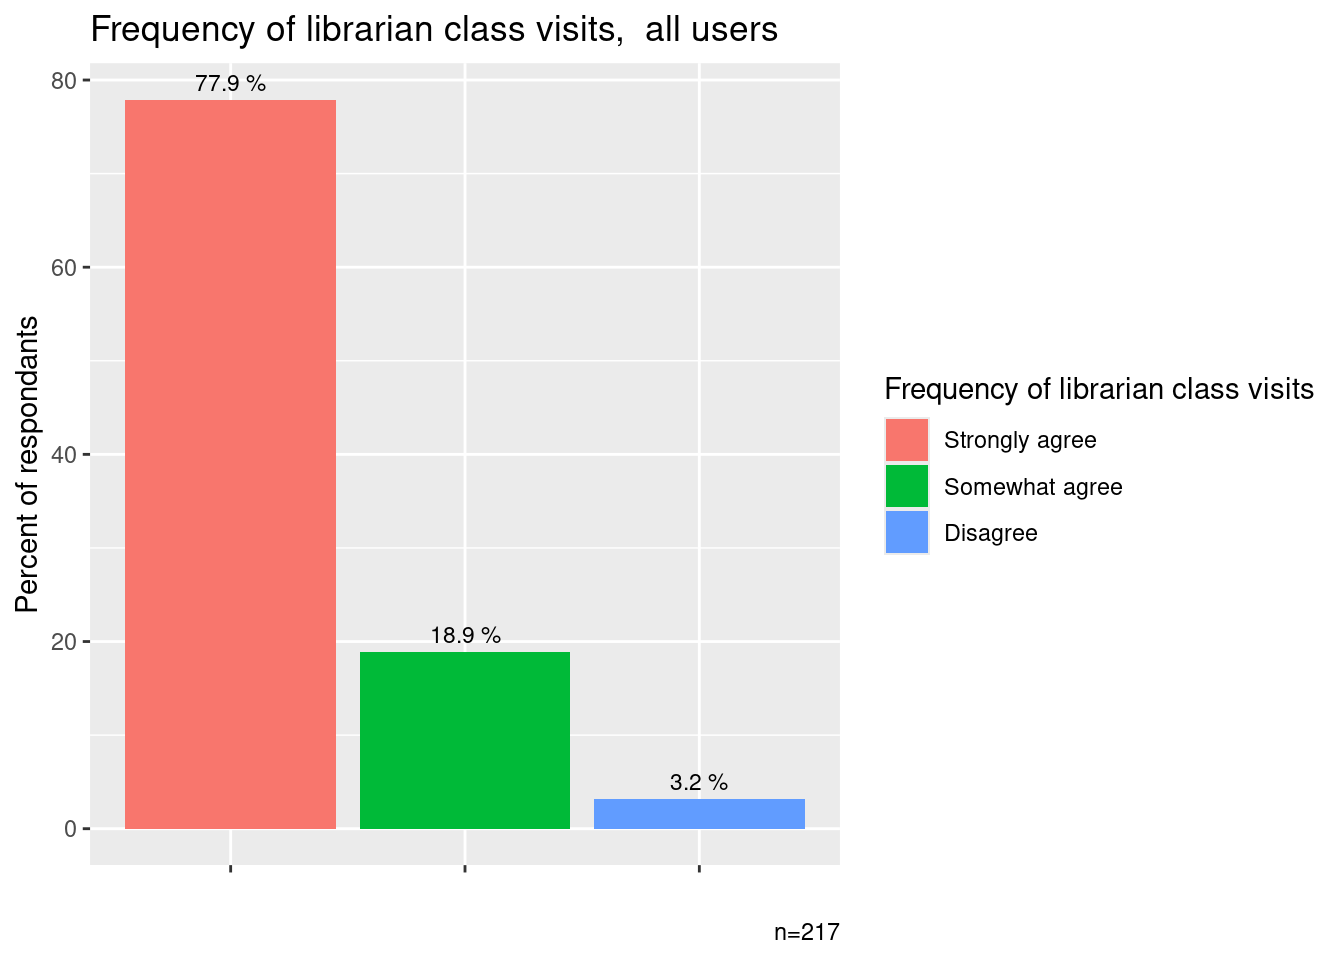 Frequency of librarian class visits,  all users
Percent of respondants
80
60
40
20
0
77.9 %
18.9 %
3.2 %
Frequency of librarian class visits
Strongly agree
Somewhat agree
Disagree
n=217